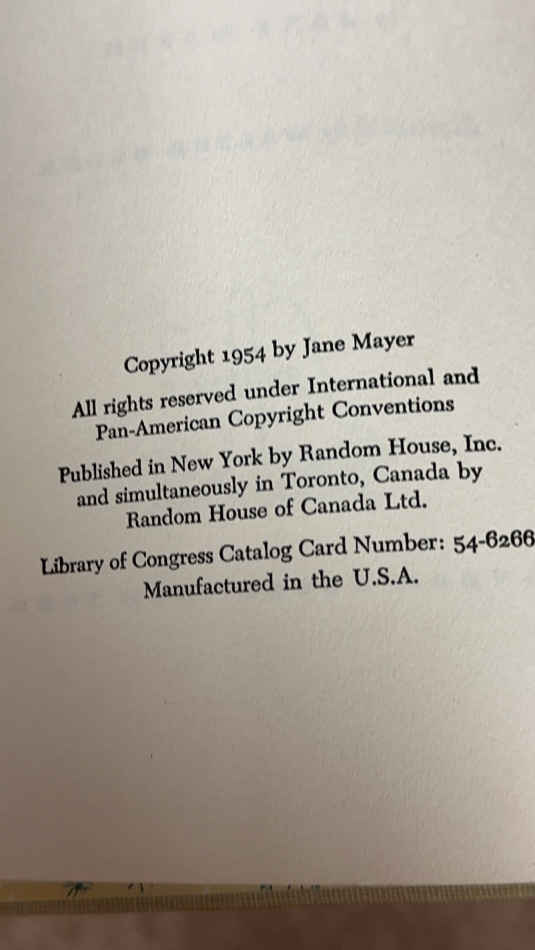 Copyright 1954 by Jane Mayer
All rights reserved under International and
Pan-American Copyright Conventions
Published in New York by Random House, Inc.
and simultaneously in Toronto, Canada by
Random House of Canada Ltd.
Library of Congress Catalog Card Number: 54-6266
Manufactured in the U.S.A.